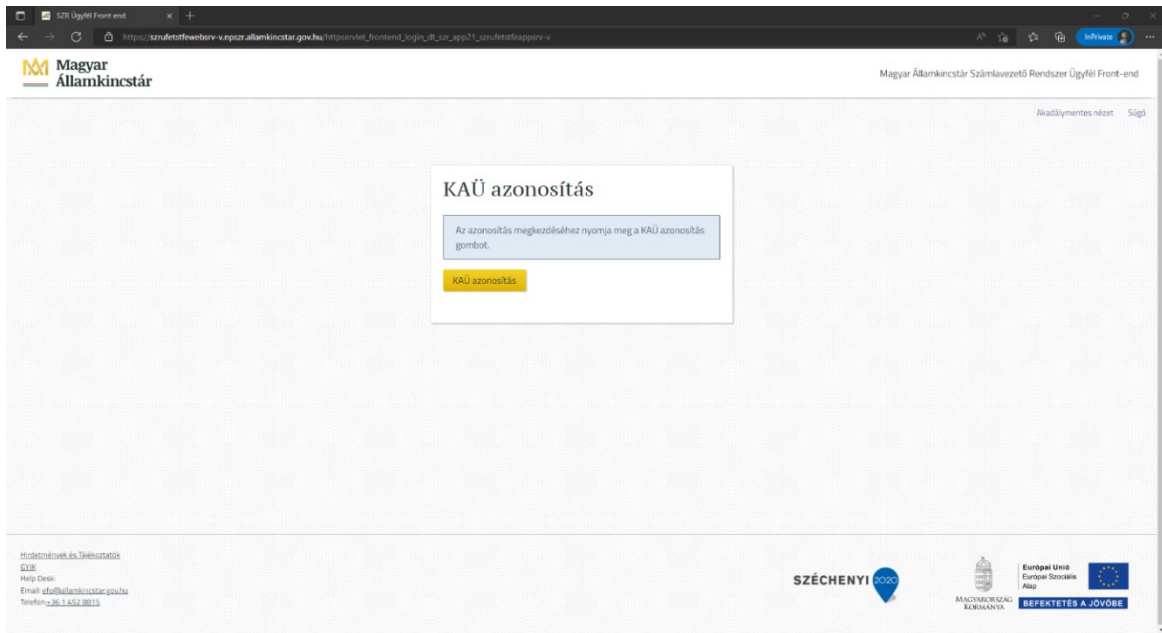 SZR Ügyfél Front-end
https://szrufetstfewebsrv-v.npszr.allamkincstar.gov.hu/httpservlet_frontend_login_dt_szr_app21_szrufetstfeappsrv-v
InPrivate
Magyar
Államkincstár
Magyar Államkincstár Számlavezető Rendszer Ügyfél Front-end
Akadálymentes nézet Súgó
KAÜ azonosítás
Az azonosítás megkezdéséhez nyomja meg a KAÜ azonosítás
gombot.
KAÜ azonosítás
Hirdetmények és Tájékoztatók
GYIK
Help Desk:
Email: efo@allamkincstar.gov.hu
Telefon:+36 1 452 8815
SZÉCHENYI 2020
MAGYARORSZÁG
KORMÁNYA
Európai Unió
Európai Szociális
Alap
BEFEKTETÉS A JÖVŐBE